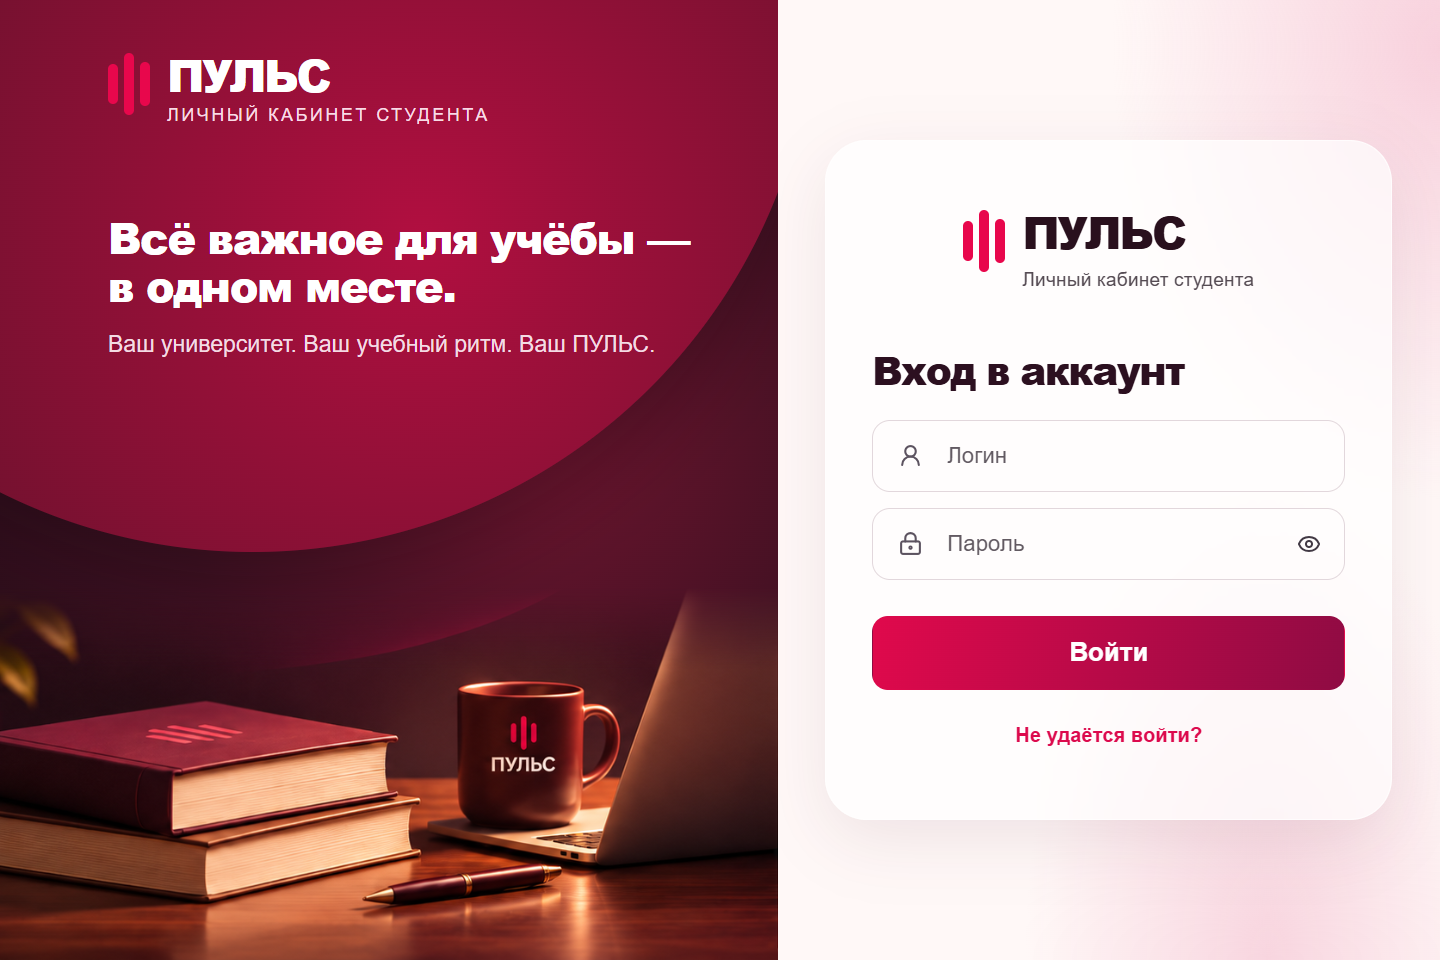 ПУЛЬС
ЛИЧНЫЙ КАБИНЕТ СТУДЕНТА
Всё важное для учёбы —
в одном месте.
Ваш университет. Ваш учебный ритм. Ваш ПУЛЬС.
ПУЛЬС
ПУЛЬС
Личный кабинет студента
Вход в аккаунт
Логин
Пароль
Войти
Не удаётся войти?